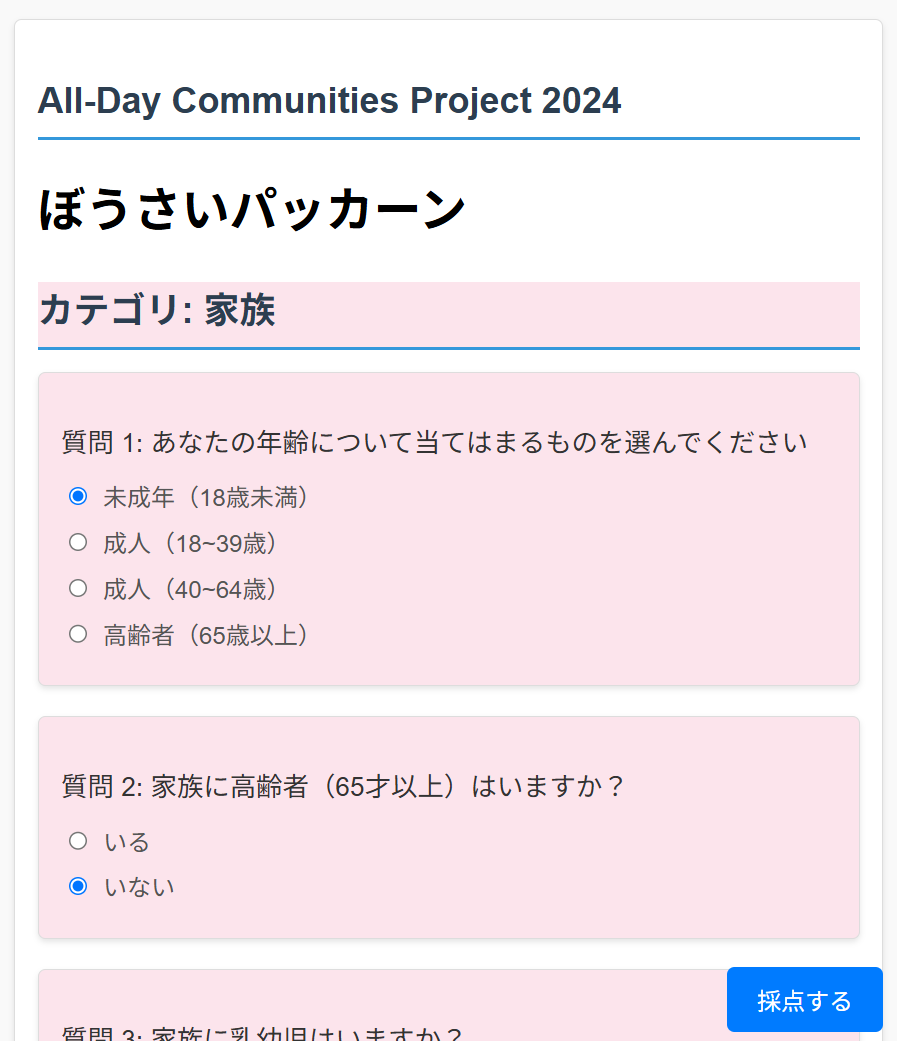 All-Day Communities Project 2024
ぼうさいパッカーン
カテゴリ: 家族
質問 1: あなたの年齢について当てはまるものを選んでください
未成年（18歳未満）
成人（18~39歳）
成人（40~64歳）
高齢者（65歳以上）
質問 2: 家族に高齢者（65才以上）はいますか？
いる
いない
採点する
質問 3: 家族に乳幼児はいますか？